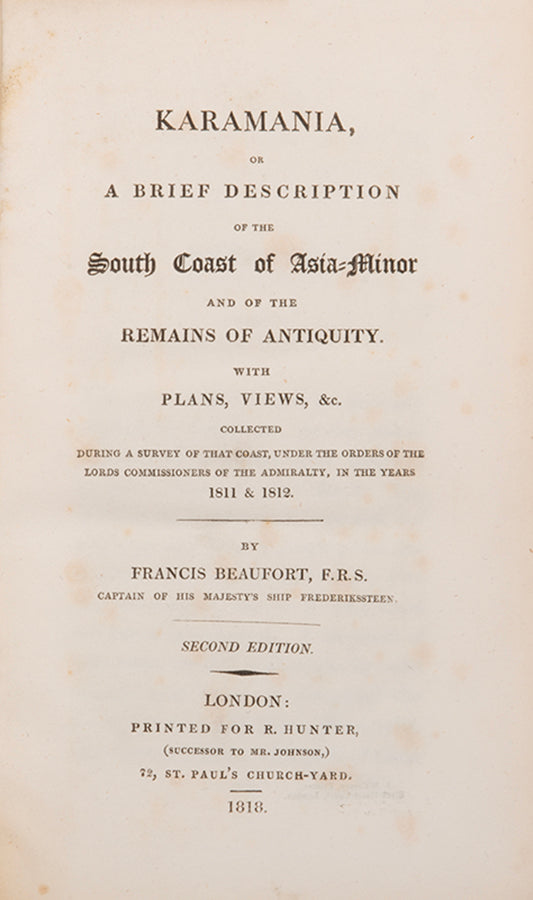 KARAMANIA,
OR
A BRIEF DESCRIPTION
OF THE
South Coast of Asia-Minor
AND OF THE
REMAINS OF ANTIQUITY.
WITH
PLANS, VIEWS, &c.
COLLECTED
DURING A SURVEY OF THAT COAST, UNDER THE ORDERS OF THE
LORDS COMMISSIONERS OF THE ADMIRALTY, IN THE YEARS
1811 & 1812.
BY
FRANCIS BEAUFORT, F.R.S.
CAPTAIN OF HIS MAJESTY'S SHIP FREDERIKSSTEEN.
SECOND EDITION.
LONDON:
PRINTED FOR R. HUNTER,
(SUCCESSOR TO MR. JOHNSON,)
72, ST. PAUL'S CHURCH-YARD.
1818.